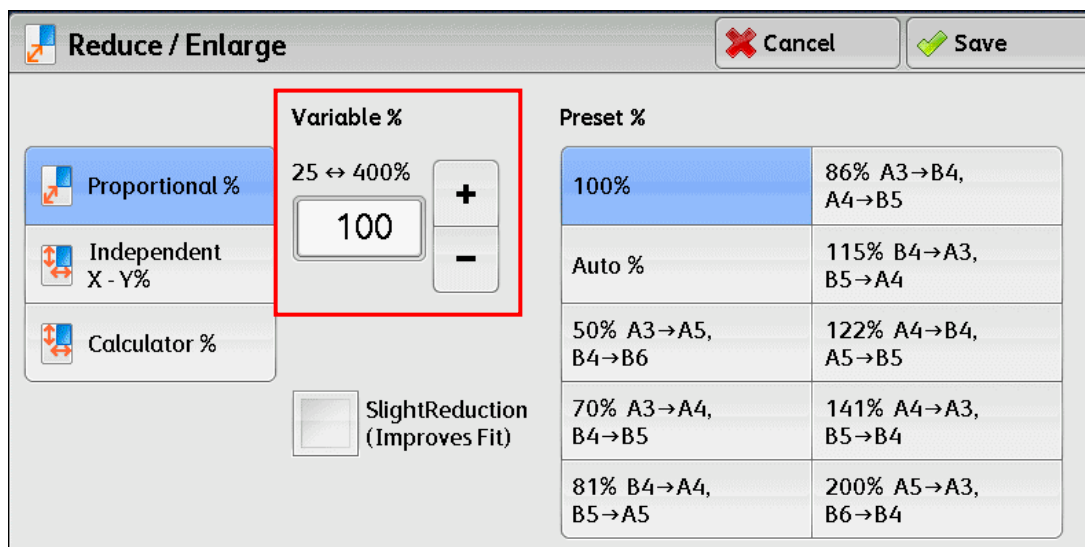 Reduce / Enlarge
Cancel
Save
Proportional %
Independent
X - Y%
Calculator %
Variable %
25 ↔ 400%
100
+
−
SlightReduction
(Improves Fit)
Preset %
100%
86% A3→B4,
A4→B5
Auto %
115% B4→A3,
B5→A4
50% A3→A5,
B4→B6
122% A4→B4,
A5→B5
70% A3→A4,
B4→B5
141% A4→A3,
B5→B4
81% B4→A4,
B5→A5
200% A5→A3,
B6→B4